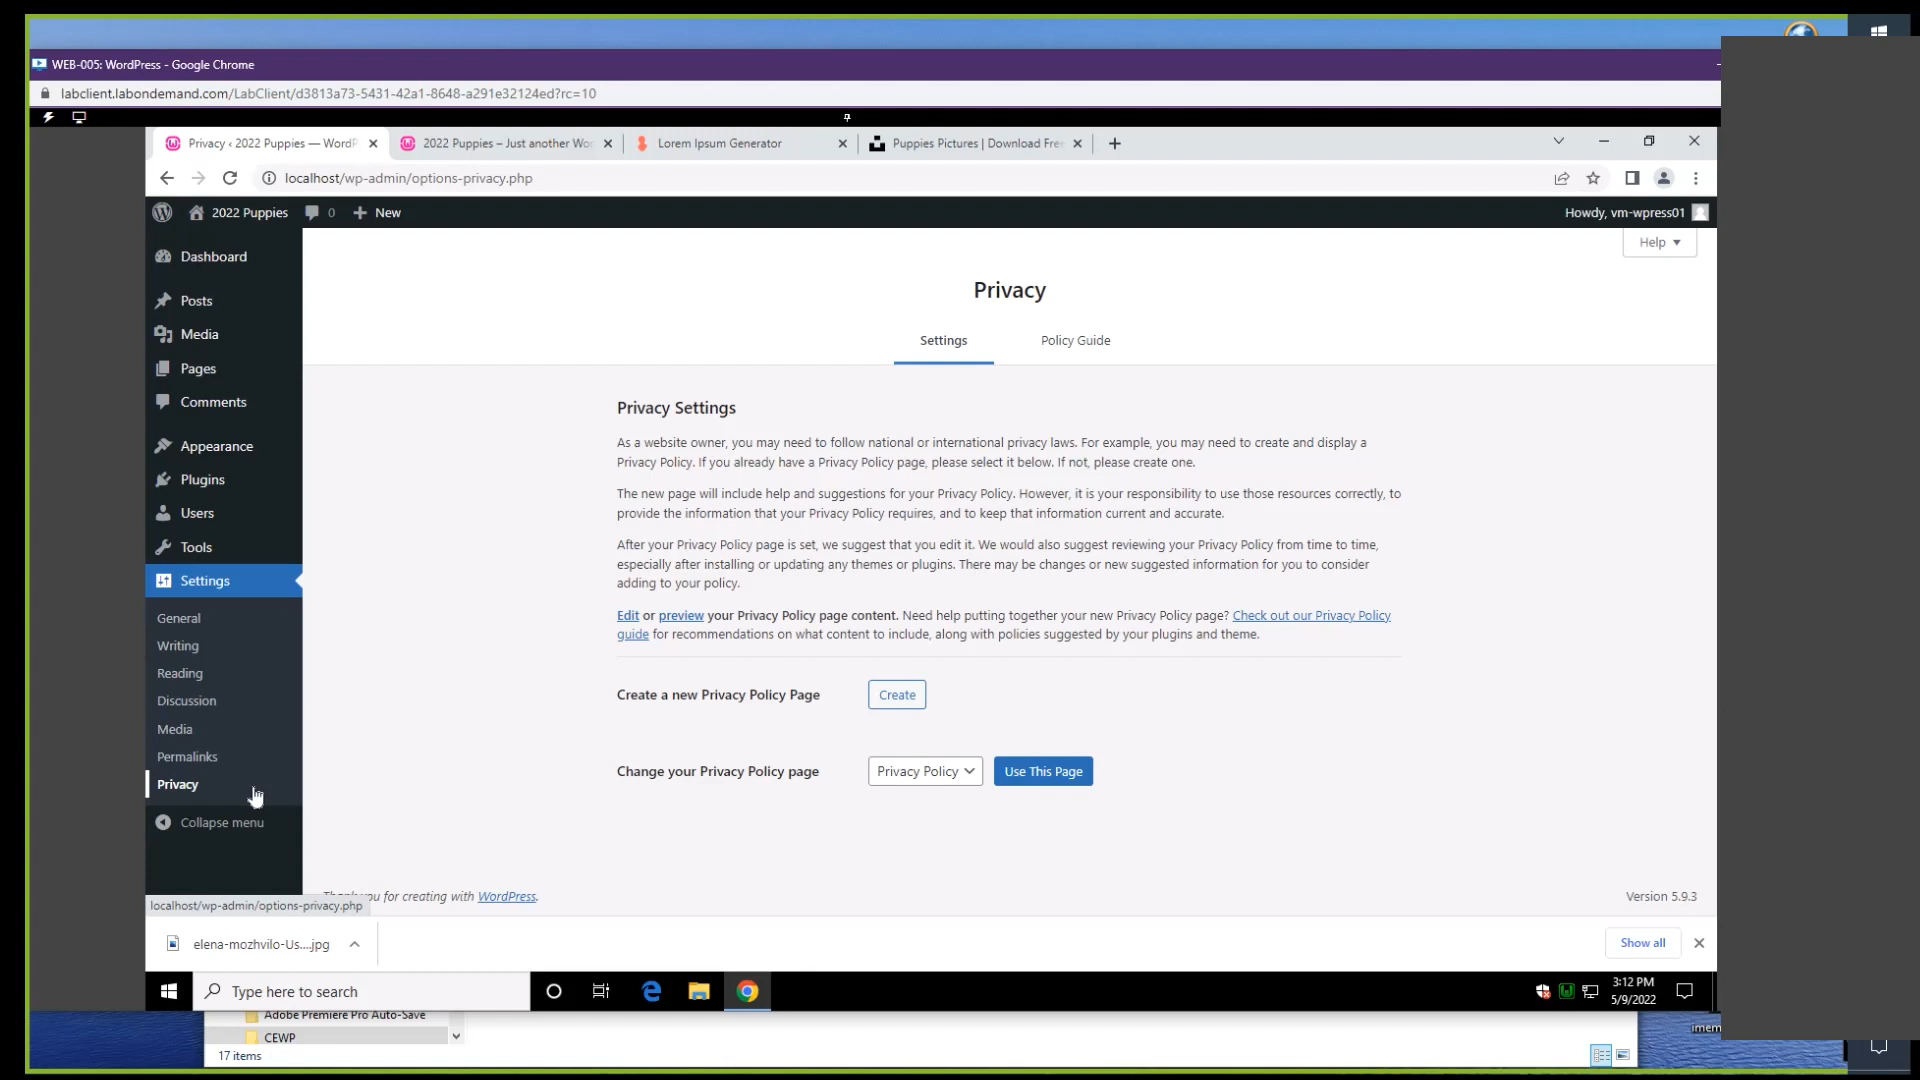 WEB-005: WordPress - Google Chrome
labclient.labondemand.com/LabClient/d3813a73-5431-42a1-8648-a291e32124ed?rc=10
Privacy ‹ 2022 Puppies — WordP
2022 Puppies – Just another Wor
Lorem Ipsum Generator
Puppies Pictures | Download Free
localhost/wp-admin/options-privacy.php
2022 Puppies
0
New
Howdy, vm-wpress01
Help
Dashboard
Posts
Media
Pages
Comments
Appearance
Plugins
Users
Tools
Settings
General
Writing
Reading
Discussion
Media
Permalinks
Privacy
Collapse menu
Privacy
Settings
Policy Guide
Privacy Settings
As a website owner, you may need to follow national or international privacy laws. For example, you may need to create and display a
Privacy Policy. If you already have a Privacy Policy page, please select it below. If not, please create one.
The new page will include help and suggestions for your Privacy Policy. However, it is your responsibility to use those resources correctly, to
provide the information that your Privacy Policy requires, and to keep that information current and accurate.
After your Privacy Policy page is set, we suggest that you edit it. We would also suggest reviewing your Privacy Policy from time to time,
especially after installing or updating any themes or plugins. There may be changes or new suggested information for you to consider
adding to your policy.
Edit or preview your Privacy Policy page content. Need help putting together your new Privacy Policy page? Check out our Privacy Policy
guide for recommendations on what content to include, along with policies suggested by your plugins and theme.
Create a new Privacy Policy Page
Create
Change your Privacy Policy page
Privacy Policy
Use This Page
for creating with WordPress.
Version 5.9.3
localhost/wp-admin/options-privacy.php
elena-mozhvilo-Us....jpg
Show all
Type here to search
3:12 PM
5/9/2022
Adobe Premiere Pro Auto-Save
CEWP
17 items
imem